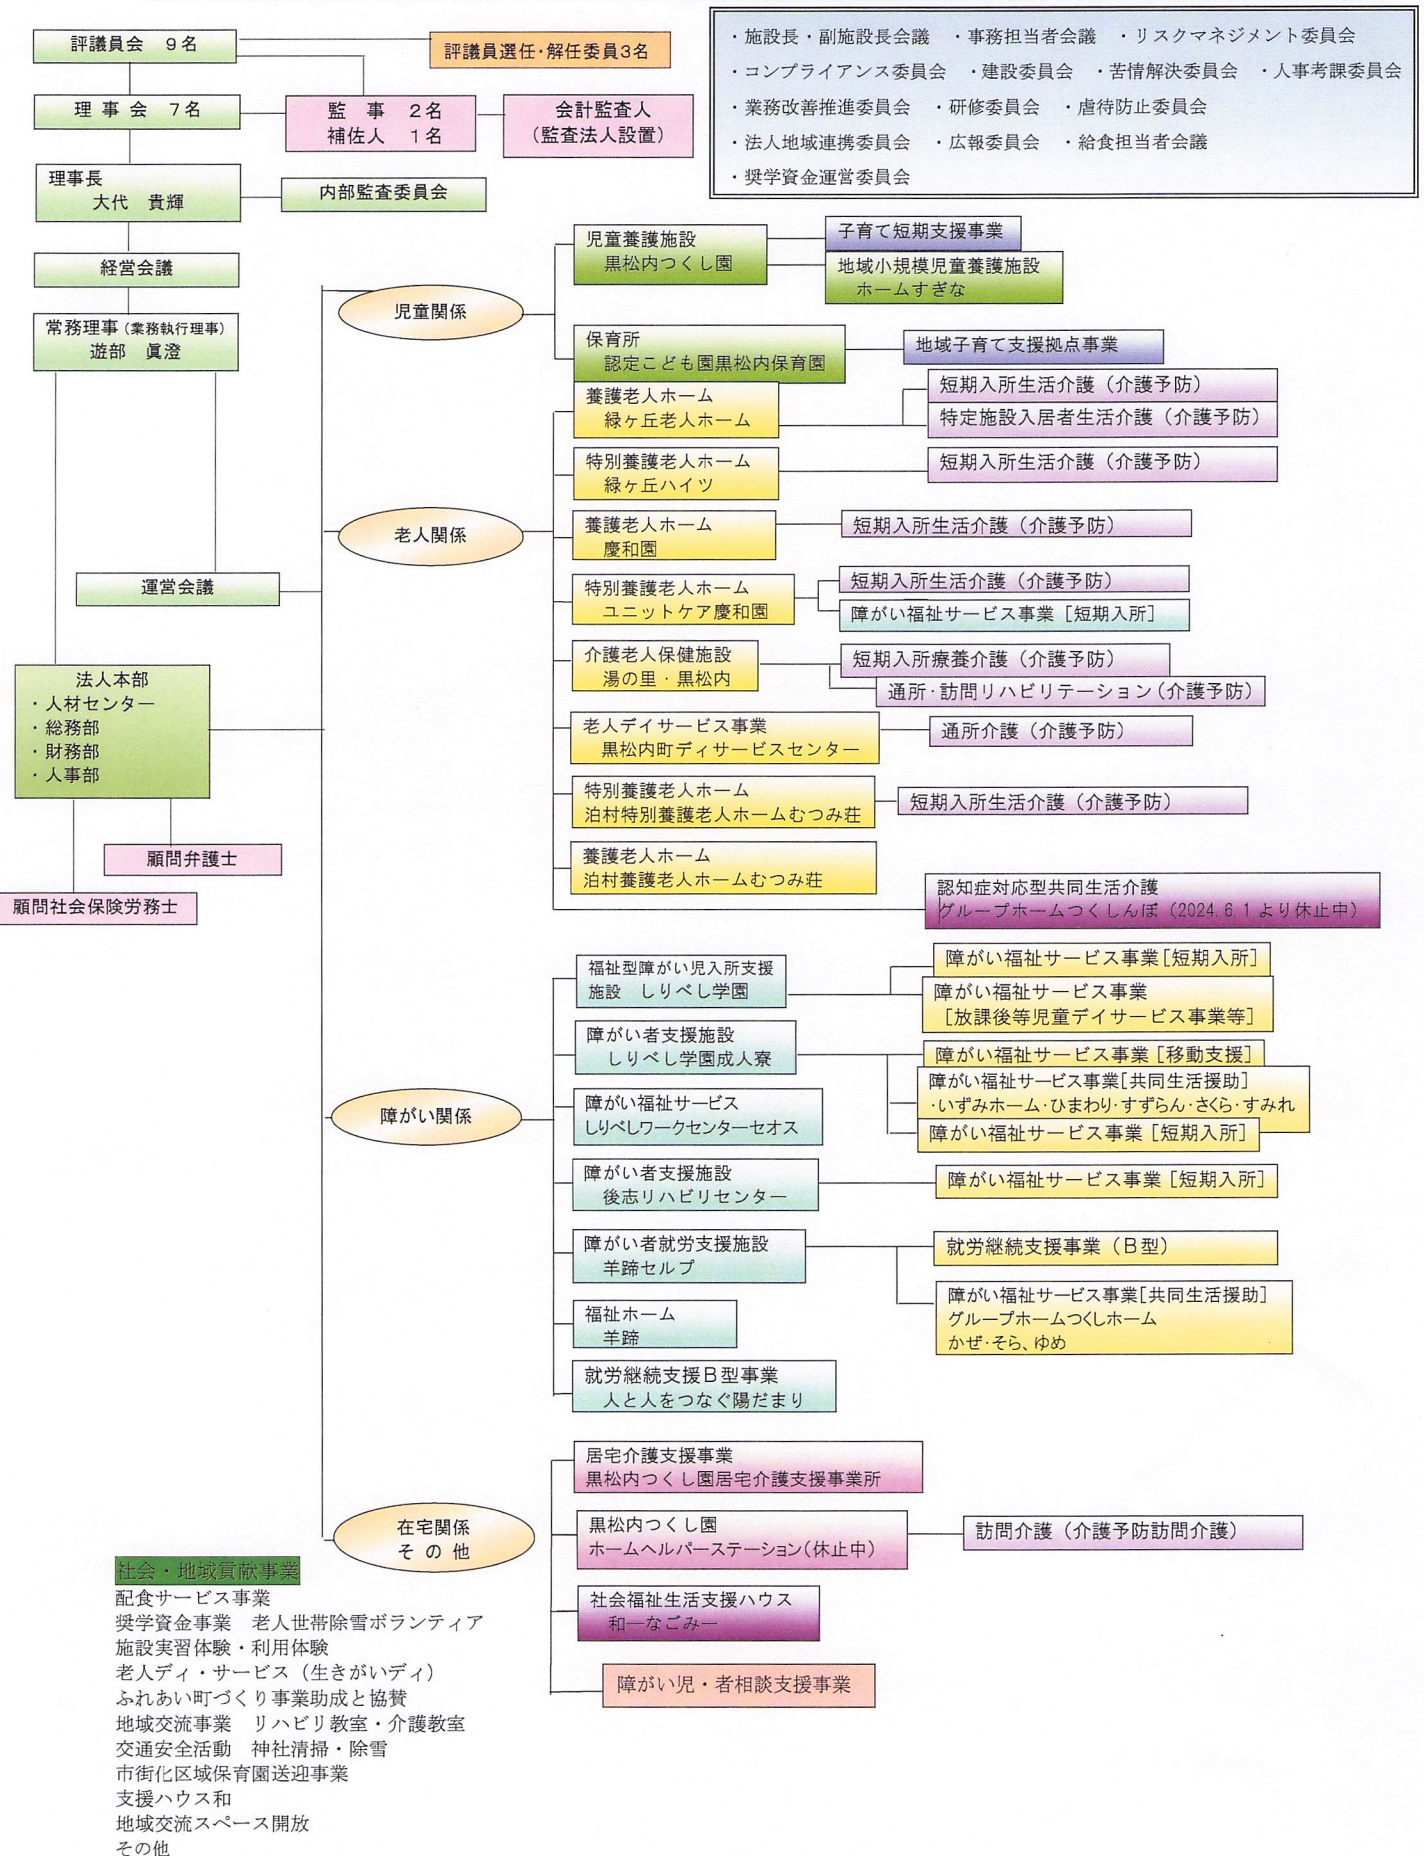 評議員会　9名
評議員選任・解任委員3名
理 事 会　7名
監　事　2名
補佐人　1名
会計監査人
（監査法人設置）
理事長
大代　貴輝
内部監査委員会
経営会議
常務理事（業務執行理事）
遊部　眞澄
運営会議
法人本部
・人材センター
・総務部
・財務部
・人事部
顧問弁護士
顧問社会保険労務士
・施設長・副施設長会議　・事務担当者会議　・リスクマネジメント委員会
・コンプライアンス委員会　・建設委員会　・苦情解決委員会　・人事考課委員会
・業務改善推進委員会　・研修委員会　・虐待防止委員会
・法人地域連携委員会　・広報委員会　・給食担当者会議
・奨学資金運営委員会
児童関係
児童養護施設
黒松内つくし園
子育て短期支援事業
地域小規模児童養護施設
ホームすぎな
保育所
認定こども園黒松内保育園
地域子育て支援拠点事業
老人関係
養護老人ホーム
緑ヶ丘老人ホーム
短期入所生活介護（介護予防）
特定施設入居者生活介護（介護予防）
特別養護老人ホーム
緑ヶ丘ハイツ
短期入所生活介護（介護予防）
養護老人ホーム
慶和園
短期入所生活介護（介護予防）
特別養護老人ホーム
ユニットケア慶和園
短期入所生活介護（介護予防）
障がい福祉サービス事業［短期入所］
介護老人保健施設
湯の里・黒松内
短期入所療養介護（介護予防）
通所・訪問リハビリテーション（介護予防）
老人デイサービス事業
黒松内町ディサービスセンター
通所介護（介護予防）
特別養護老人ホーム
泊村特別養護老人ホームむつみ荘
短期入所生活介護（介護予防）
養護老人ホーム
泊村養護老人ホームむつみ荘
認知症対応型共同生活介護
グループホームつくしんぼ（2024.6.1より休止中）
障がい関係
福祉型障がい児入所支援
施設　しりべし学園
障がい福祉サービス事業［短期入所］
障がい福祉サービス事業
［放課後等児童デイサービス事業等］
障がい者支援施設
しりべし学園成人寮
障がい福祉サービス事業［移動支援］
障がい福祉サービス事業［共同生活援助］
・いずみホーム・ひまわり・すずらん・さくら・すみれ
障がい福祉サービス事業［短期入所］
障がい福祉サービス
しりべしワークセンターセオス
障がい者支援施設
後志リハビリセンター
障がい福祉サービス事業［短期入所］
障がい者就労支援施設
羊蹄セルプ
就労継続支援事業（B型）
障がい福祉サービス事業［共同生活援助］
グループホームつくしホーム
かぜ・そら、ゆめ
福祉ホーム
羊蹄
就労継続支援B型事業
人と人をつなぐ陽だまり
在宅関係
そ の 他
居宅介護支援事業
黒松内つくし園居宅介護支援事業所
黒松内つくし園
ホームヘルパーステーション（休止中）
訪問介護（介護予防訪問介護）
社会福祉生活支援ハウス
和―なごみ―
障がい児・者相談支援事業
社会・地域貢献事業
配食サービス事業
奨学資金事業　老人世帯除雪ボランティア
施設実習体験・利用体験
老人ディ・サービス（生きがいディ）
ふれあい町づくり事業助成と協賛
地域交流事業　リハビリ教室・介護教室
交通安全活動　神社清掃・除雪
市街化区域保育園送迎事業
支援ハウス和
地域交流スペース開放
その他